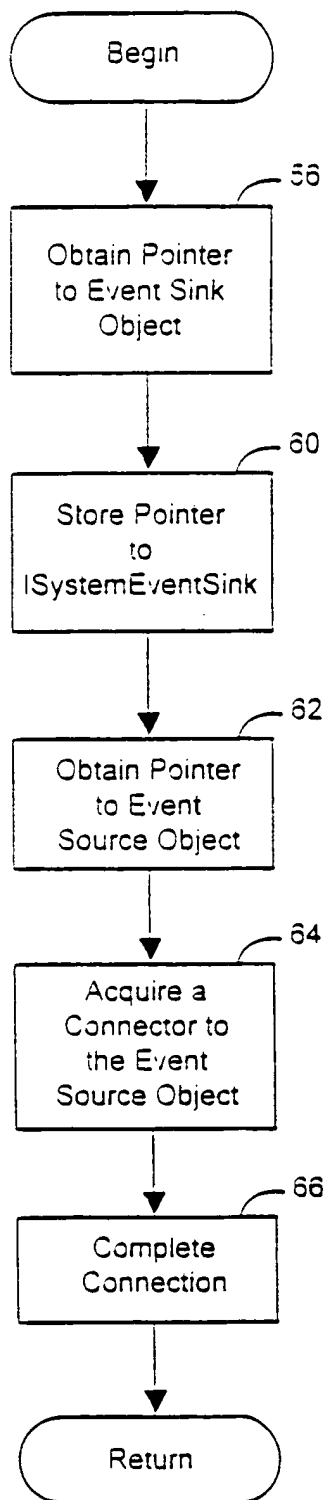 Begin
56
Obtain Pointer
to Event Sink
Object
60
Store Pointer
to
ISystemEventSink
62
Obtain Pointer
to Event
Source Object
64
Acquire a
Connector to
the Event
Source Object
66
Complete
Connection
Return